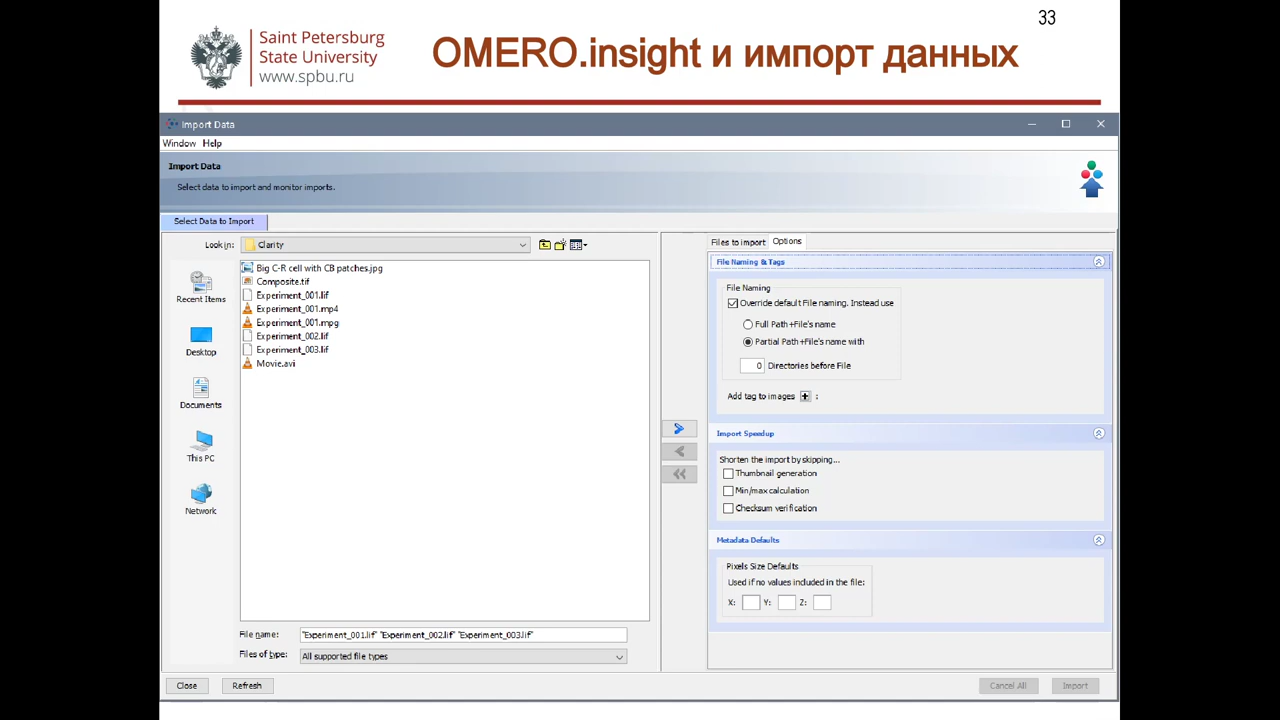 33
Saint Petersburg
State University
www.spbu.ru
OMERO.insight и импорт данных
Import Data
Window Help
Import Data
Select data to import and monitor imports.
Select Data to Import
Look in: Clarity
Recent Items
Desktop
Documents
This PC
Network
Big C-R cell with CB patches.jpg
Composite.tif
Experiment_001.lif
Experiment_001.mp4
Experiment_001.mpg
Experiment_002.lif
Experiment_003.lif
Movie.avi
File name: "Experiment_001.lif" "Experiment_002.lif" "Experiment_003.lif"
Files of type: All supported file types
Files to import Options
File Naming & Tags
File Naming
Override default File naming. Instead use
Full Path+File's name
Partial Path+File's name with
0 Directories before File
Add tag to images + :
Import Speedup
Shorten the import by skipping...
Thumbnail generation
Min/max calculation
Checksum verification
Metadata Defaults
Pixels Size Defaults
Used if no values included in the file:
X: Y: Z:
Close Refresh Cancel All Import